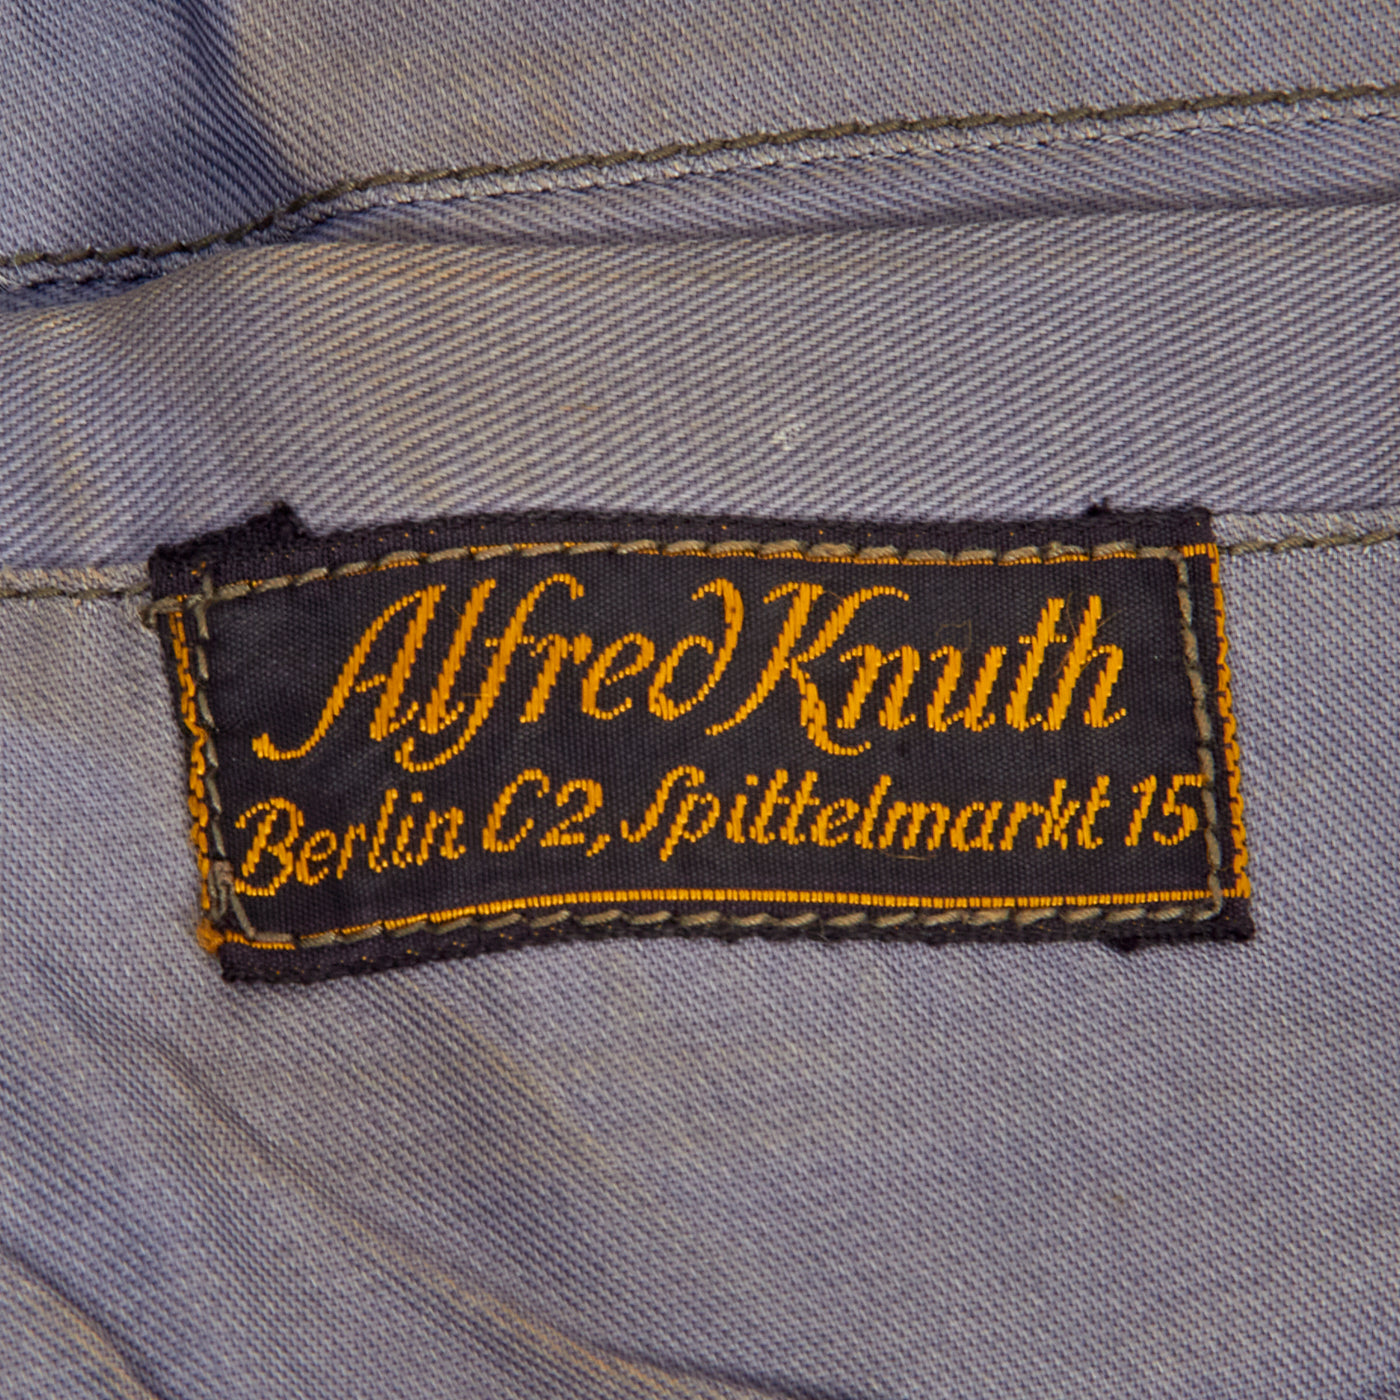 Alfred Knuth
Berlin C2, Spittelmarkt 15